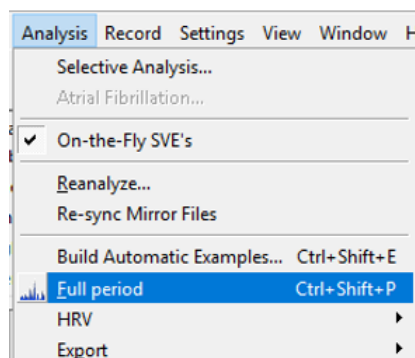 Analysis Record Settings View Window H
Selective Analysis...
Atrial Fibrillation...
On-the-Fly SVE's
Reanalyze...
Re-sync Mirror Files
Build Automatic Examples... Ctrl+Shift+E
Full period Ctrl+Shift+P
HRV
Export